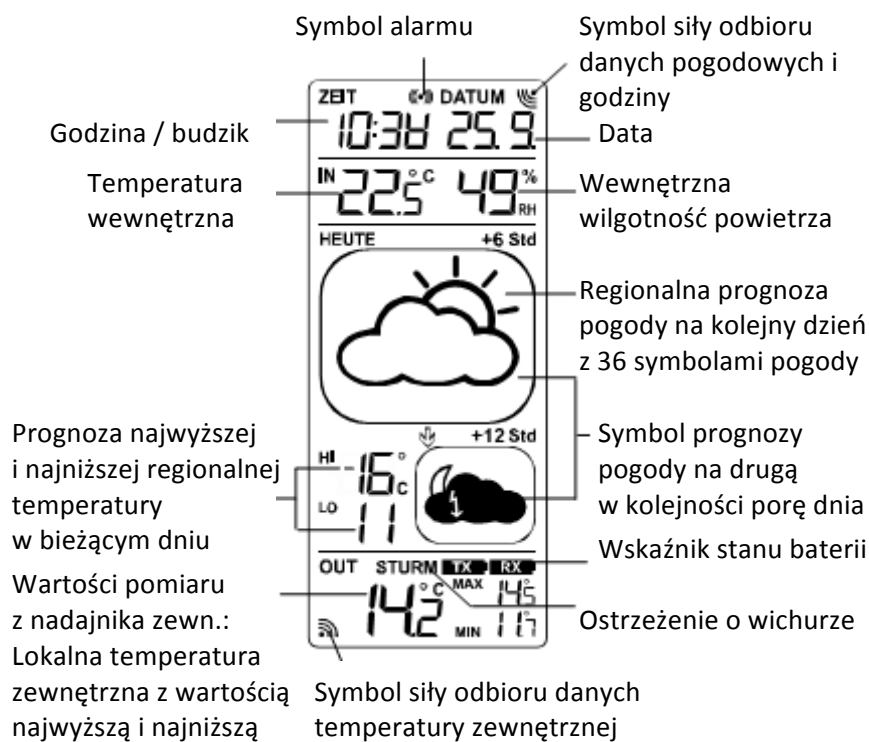 Symbol alarmu
Symbol siły odbioru
danych pogodowych i
godziny
ZEIT DATUM
10:38 25.9.
Godzina / budzik
Data
IN 22.5 °C 49 % RH
Temperatura
wewnętrzna
Wewnętrzna
wilgotność powietrza
HEUTE +6 Std
Regionalna prognoza
pogody na kolejny dzień
z 36 symbolami pogody
Prognoza najwyższej
i najniższej regionalnej
temperatury
w bieżącym dniu
+12 Std
HI 16 °C
LO 11
Symbol prognozy
pogody na drugą
w kolejności porę dnia
Wskaźnik stanu baterii
OUT STURM TX RX
14.2 °C MAX 14.5°
MIN 11.7°
Wartości pomiaru
z nadajnika zewn.:
Lokalna temperatura
zewnętrzna z wartością
najwyższą i najniższą
Ostrzeżenie o wichurze
Symbol siły odbioru danych
temperatury zewnętrznej